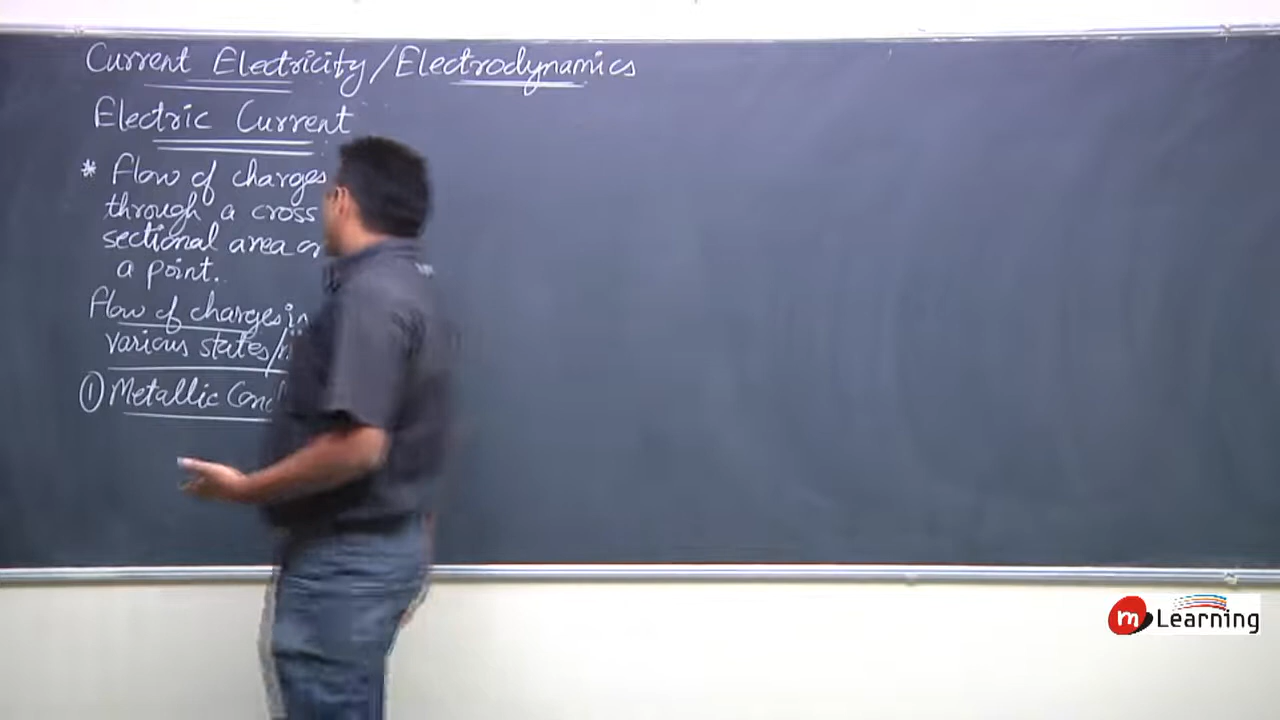 Current Electricity/Electrodynamics
Electric Current
* Flow of charges
through a cross
sectional area or
a point.
Flow of charges in
various states/
① Metallic
m Learning